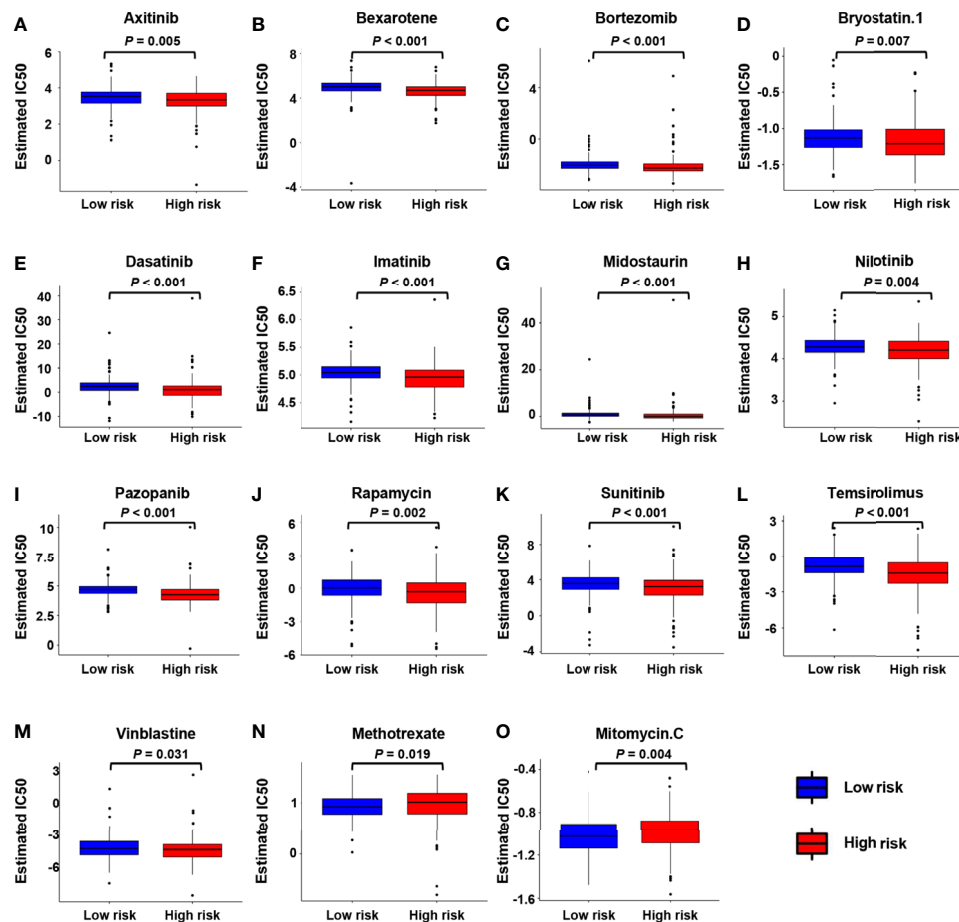 A Axitinib
P = 0.005
Estimated IC50
6
4
2
0
Low risk High risk
B Bexarotene
P < 0.001
Estimated IC50
8
4
0
-4
Low risk High risk
C Bortezomib
P < 0.001
Estimated IC50
4
0
Low risk High risk
D Bryostatin.1
P = 0.007
Estimated IC50
0.0
-0.5
-1.0
-1.5
Low risk High risk
E Dasatinib
P < 0.001
Estimated IC50
40
30
20
10
0
-10
Low risk High risk
F Imatinib
P < 0.001
Estimated IC50
6.5
6.0
5.5
5.0
4.5
Low risk High risk
G Midostaurin
P < 0.001
Estimated IC50
40
20
0
Low risk High risk
H Nilotinib
P = 0.004
Estimated IC50
5
4
3
Low risk High risk
I Pazopanib
P < 0.001
Estimated IC50
10
7.5
5
2.5
0
Low risk High risk
J Rapamycin
P = 0.002
Estimated IC50
6
3
0
-3
-6
Low risk High risk
K Sunitinib
P < 0.001
Estimated IC50
8
4
0
-4
Low risk High risk
L Temsirolimus
P < 0.001
Estimated IC50
3
0
-3
-6
Low risk High risk
M Vinblastine
P = 0.031
Estimated IC50
3
0
-3
-6
Low risk High risk
N Methotrexate
P = 0.019
Estimated IC50
1
0
Low risk High risk
O Mitomycin.C
P = 0.004
Estimated IC50
-0.4
-0.8
-1.2
-1.6
Low risk High risk
Low risk
High risk